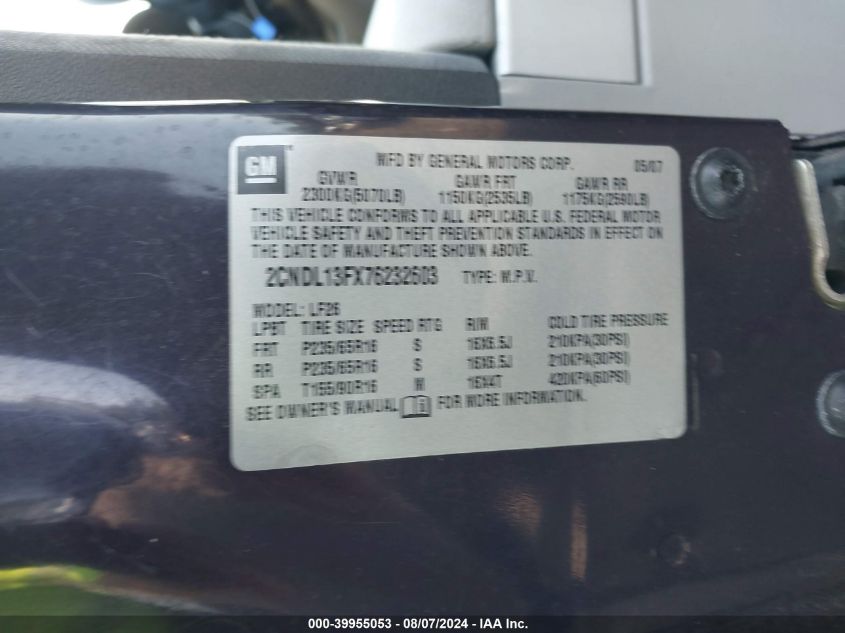 GM
MFD BY GENERAL MOTORS CORP. 05/07
GVWR GAWR FRT GAWR RR
2300KG(5070LB) 1150KG(2535LB) 1175KG(2590LB)
THIS VEHICLE CONFORMS TO ALL APPLICABLE U.S. FEDERAL MOTOR
VEHICLE SAFETY AND THEFT PREVENTION STANDARDS IN EFFECT ON
THE DATE OF MANUFACTURE SHOWN ABOVE.
2CNDL13FX76232603 TYPE: M.P.V.
MODEL: LF26
LPBT TIRE SIZE SPEED RTG RIW COLD TIRE PRESSURE
FRT P235/65R16 S 16X6.5J 210KPA(30PSI)
RR P235/65R16 S 16X6.5J 210KPA(30PSI)
SPA T155/90R16 M 16X4T 420KPA(60PSI)
SEE OWNER'S MANUAL i FOR MORE INFORMATION.
000-39955053 - 08/07/2024 - IAA Inc.